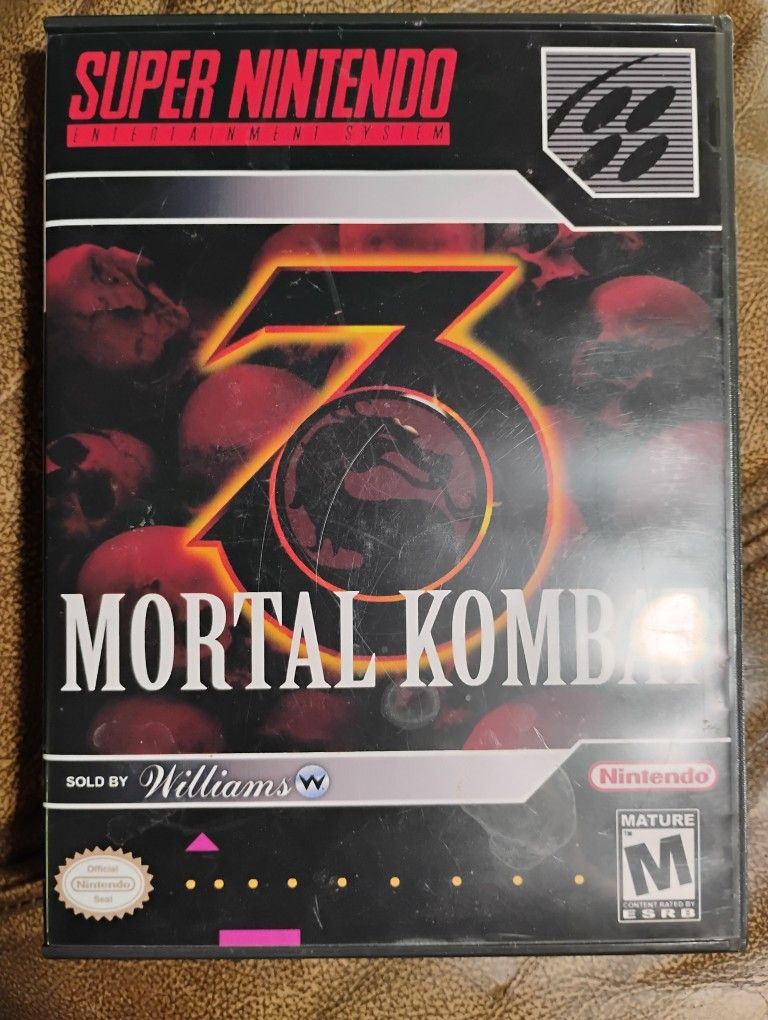 SUPER NINTENDO
ENTERTAINMENT SYSTEM
3
MORTAL KOMBAT
SOLD BY Williams W
Nintendo
MATURE
TM
M
CONTENT RATED BY
ESRB
Official
Nintendo
Seal